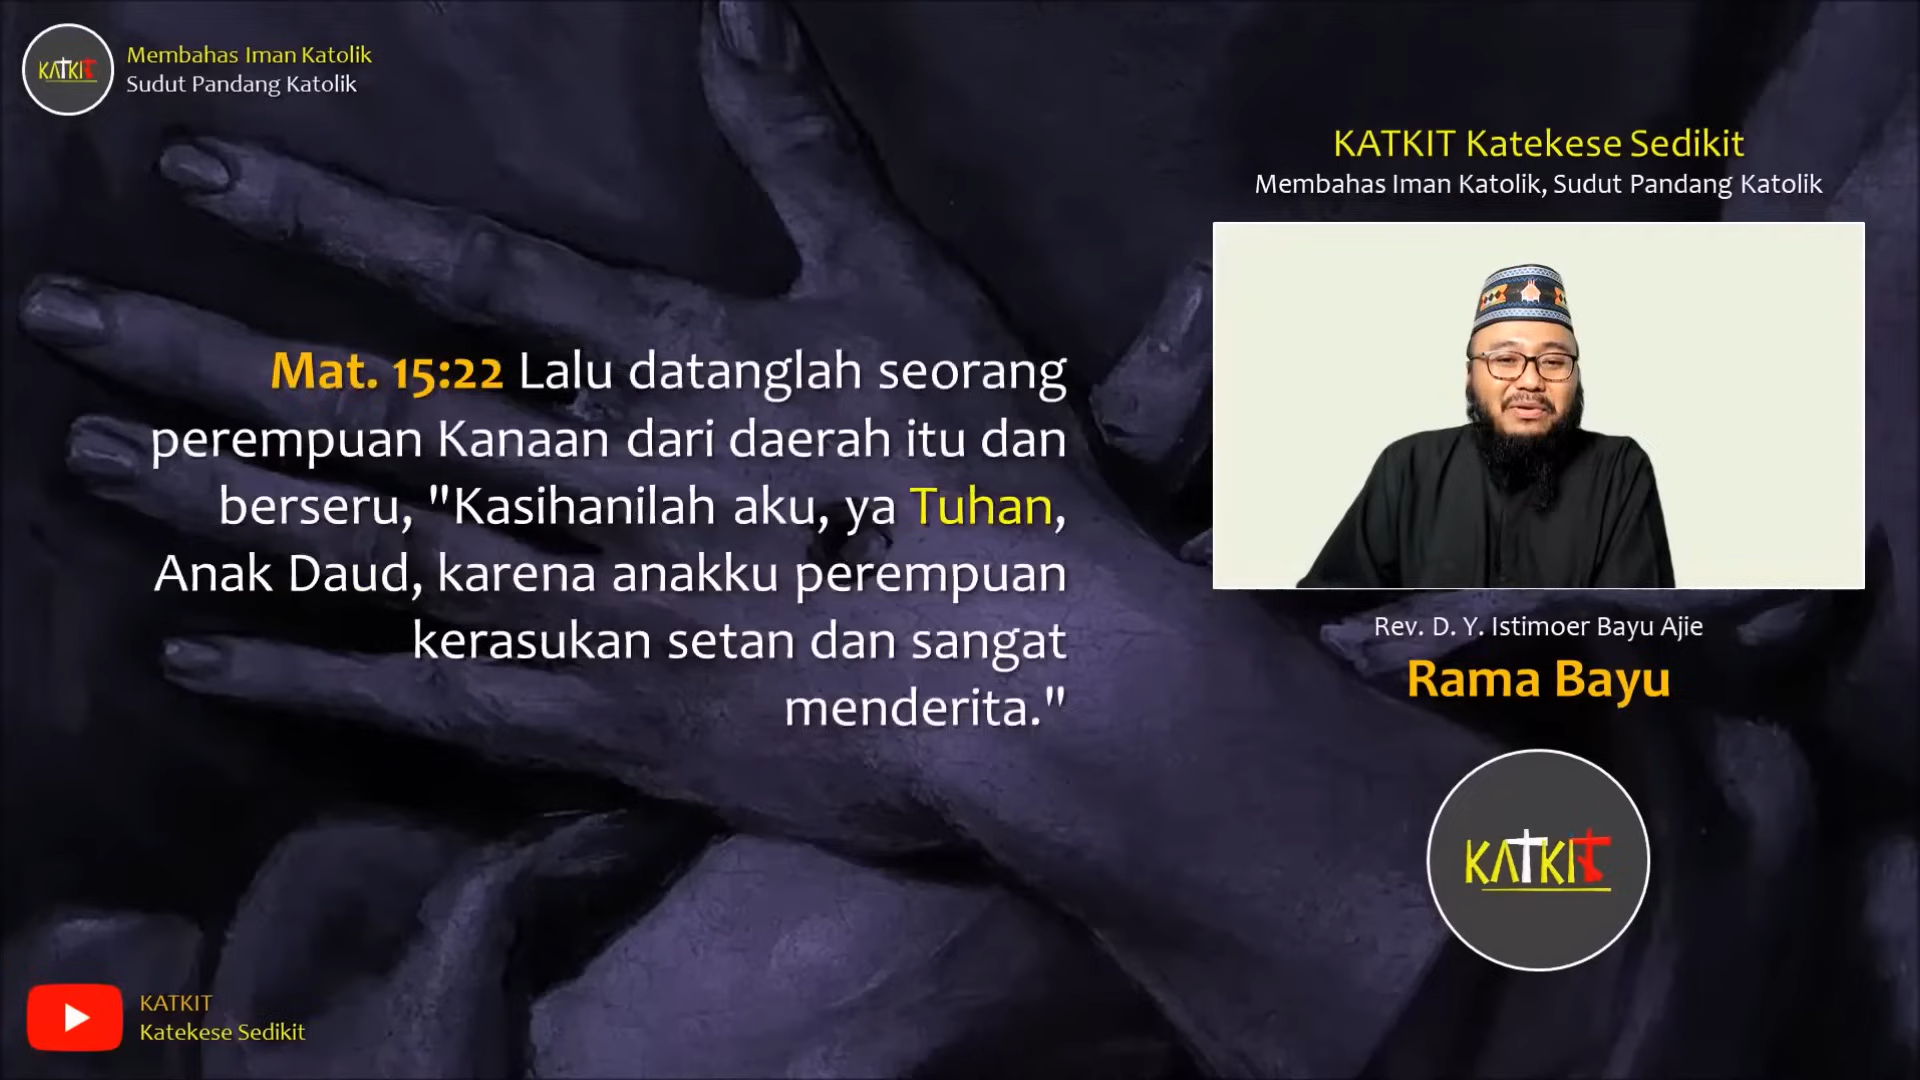 KATKIT
Membahas Iman Katolik
Sudut Pandang Katolik
Mat. 15:22 Lalu datanglah seorang
perempuan Kanaan dari daerah itu dan
berseru, "Kasihanilah aku, ya Tuhan,
Anak Daud, karena anakku perempuan
kerasukan setan dan sangat
menderita."
KATKIT Katekese Sedikit
Membahas Iman Katolik, Sudut Pandang Katolik
Rev. D. Y. Istimoer Bayu Ajie
Rama Bayu
KATKIT
KATKIT
Katekese Sedikit